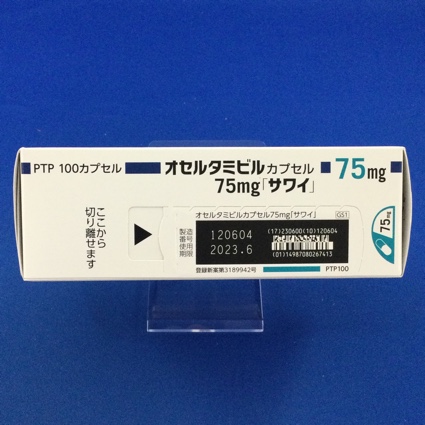 PTP 100カプセル
オセルタミビル カプセル
75mg「サワイ」
75mg
ここから
切り離せます
オセルタミビルカプセル75mg「サワイ」 GS1
製造
番号 120604
使用
期限 2023.6
(17)230600(10)120604
(01)14987080267413
登録新案第3189942号
PTP100
75mg